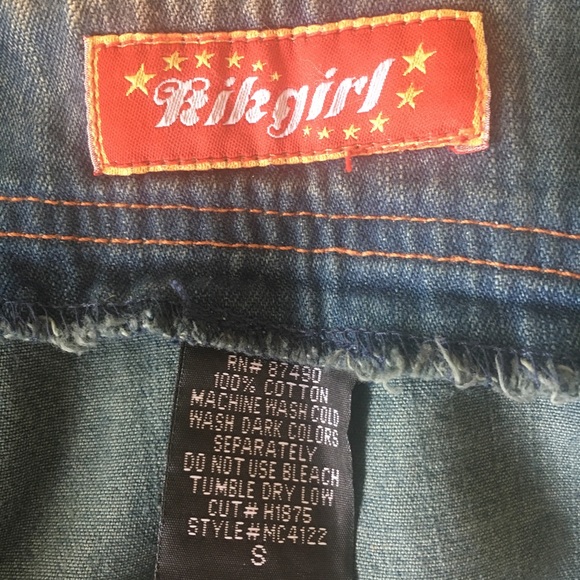 Rikgirl
RN# 87490
100% COTTON
MACHINE WASH COLD
WASH DARK COLORS
SEPARATELY
DO NOT USE BLEACH
TUMBLE DRY LOW
CUT# H1875
STYLE#MC4122
S